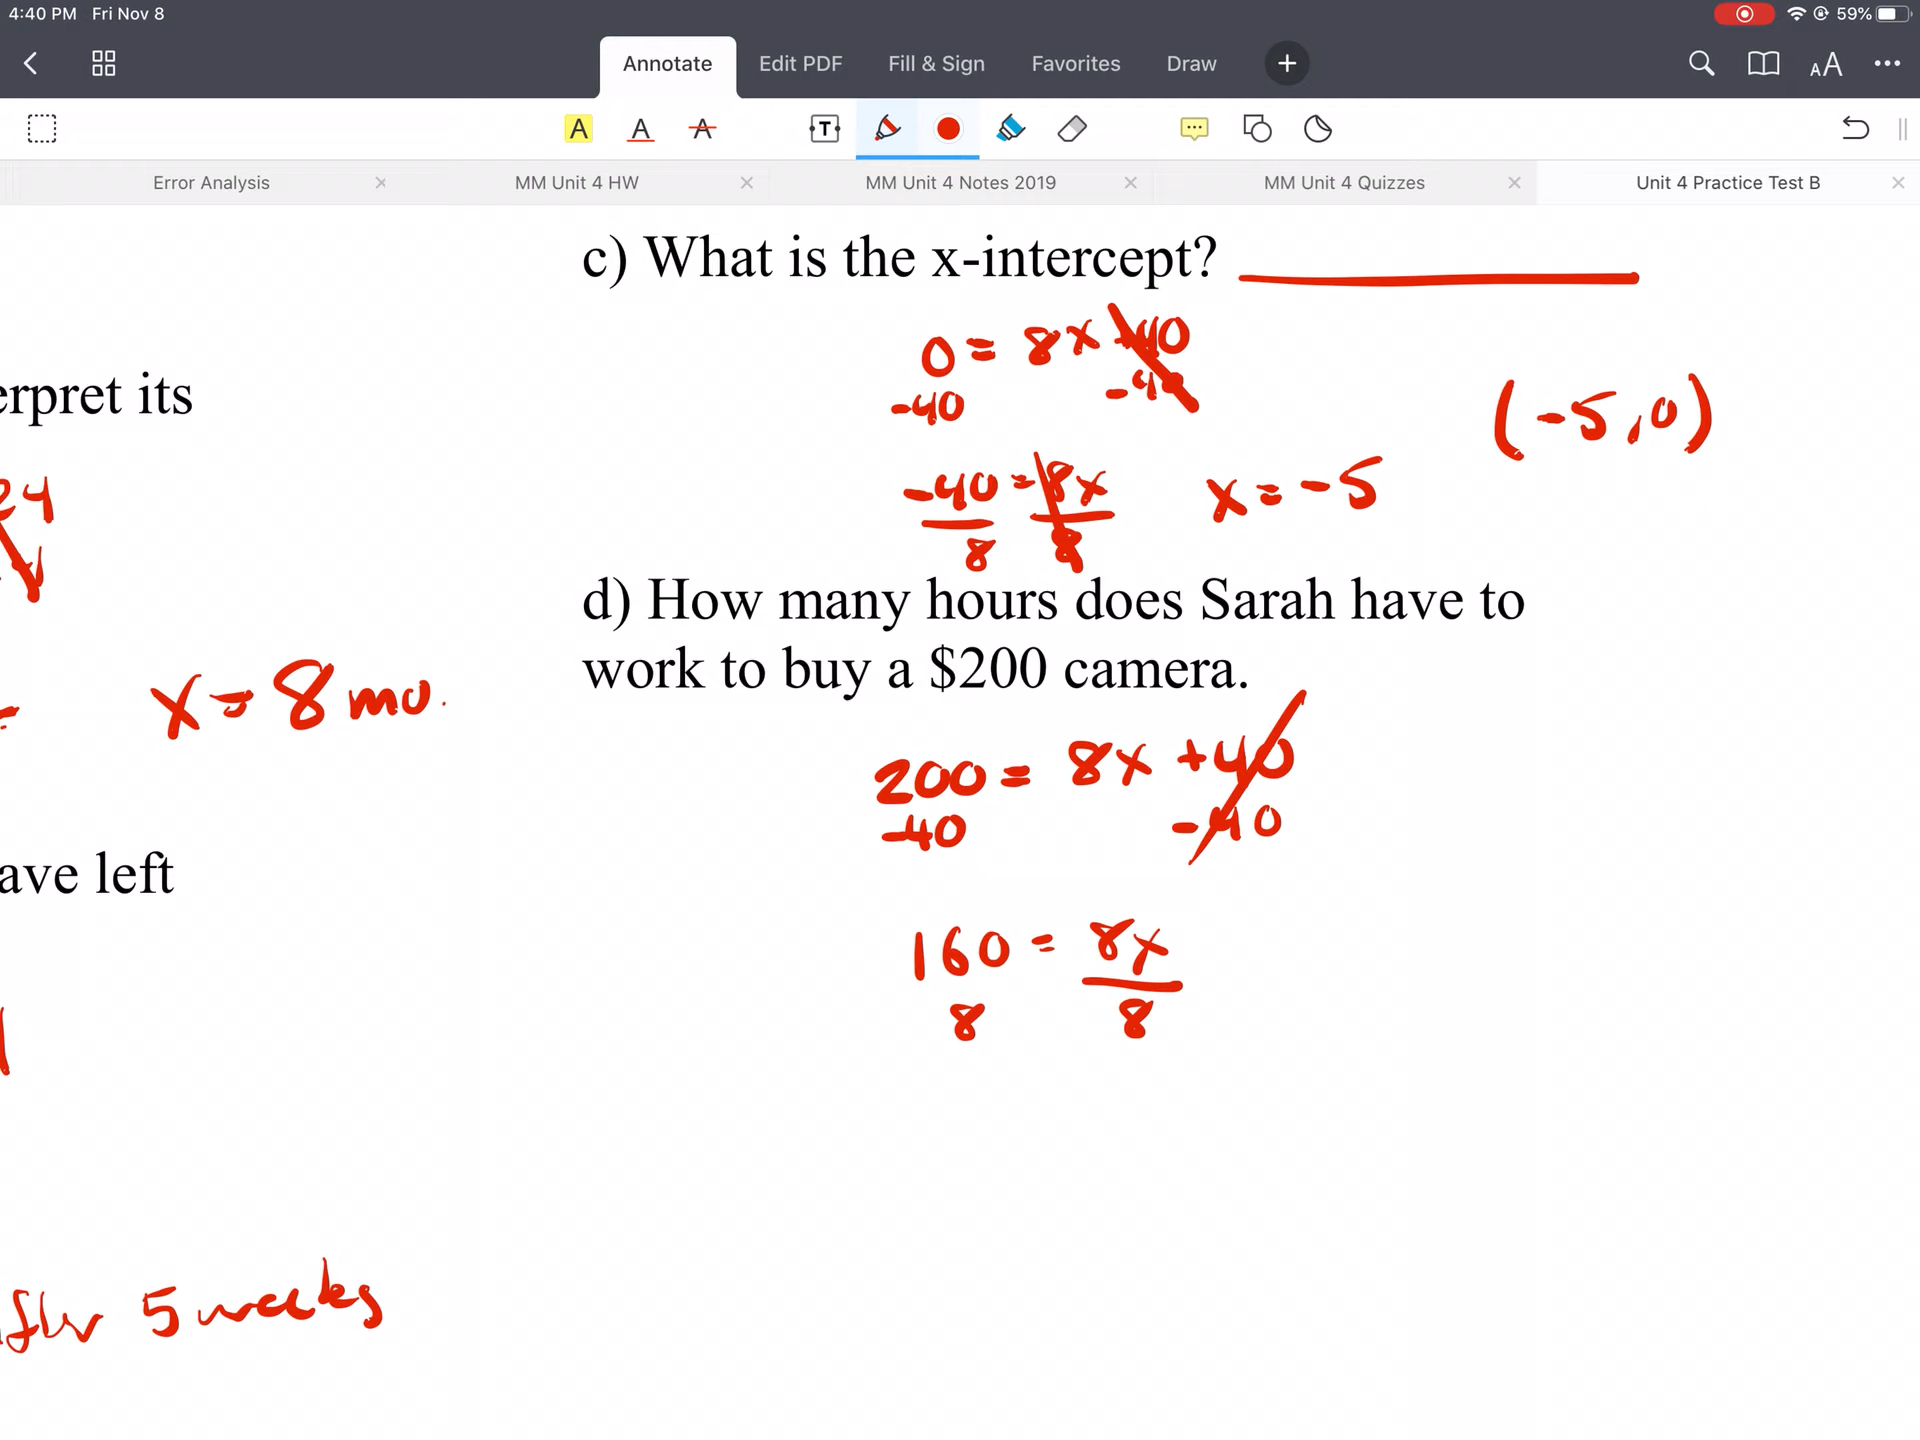 4:40 PM Fri Nov 8
59%
Annotate Edit PDF Fill & Sign Favorites Draw
A A A T AA
Error Analysis MM Unit 4 HW MM Unit 4 Notes 2019 MM Unit 4 Quizzes Unit 4 Practice Test B
c) What is the x-intercept?
0 = 8x +40
-40 -40
(-5,0)
-40 = 8x
8 8
x = -5
erpret its
24
d) How many hours does Sarah have to
work to buy a $200 camera.
x = 8 mo.
200 = 8x +40
-40 -40
ave left
160 = 8x
8 8
5 weeks